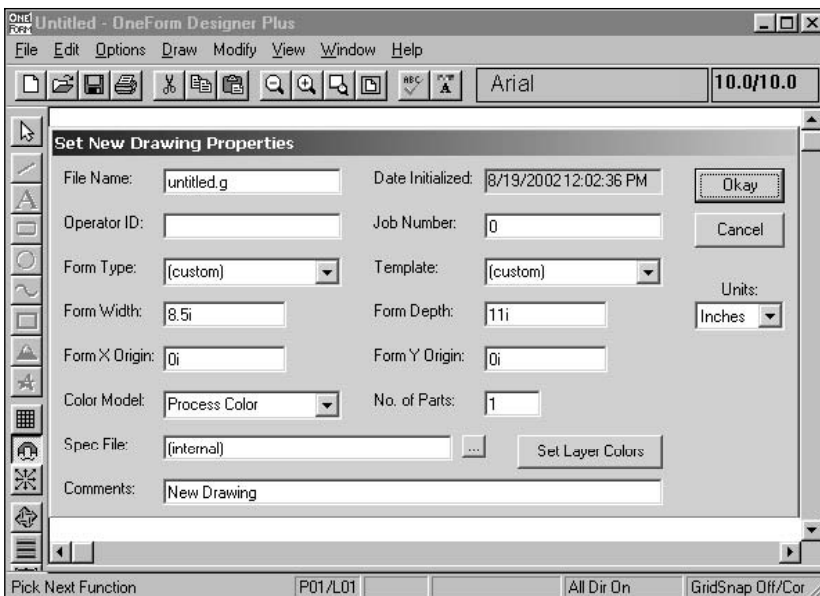 ONE FORM Untitled - OneForm Designer Plus
File Edit Options Draw Modify View Window Help
ABC A Arial 10.0/10.0
Set New Drawing Properties
File Name: untitled.g Date Initialized: 8/19/2002 12:02:36 PM Okay
Operator ID: Job Number: 0 Cancel
Form Type: (custom) Template: (custom)
Units:
Form Width: 8.5i Form Depth: 11i Inches
Form X Origin: 0i Form Y Origin: 0i
Color Model: Process Color No. of Parts: 1
Spec File: (internal) ... Set Layer Colors
Comments: New Drawing
Pick Next Function P01/L01 All Dir On GridSnap Off/Cor